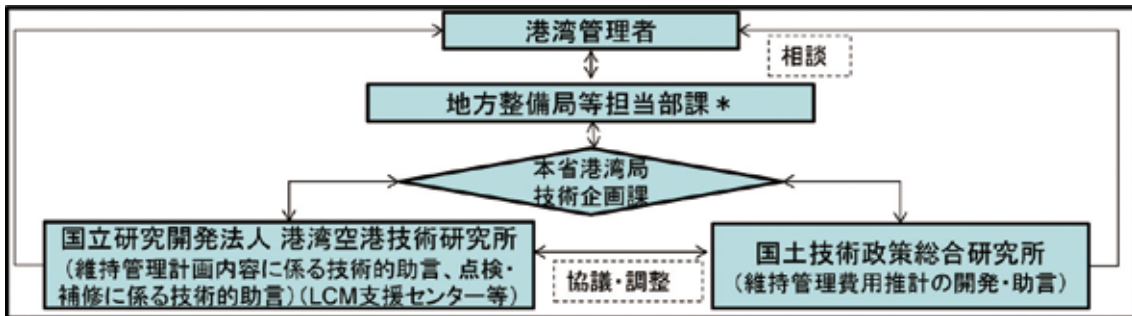 港湾管理者
相談
地方整備局等担当部課＊
本省港湾局
技術企画課
国立研究開発法人 港湾空港技術研究所
(維持管理計画内容に係る技術的助言、点検・
補修に係る技術的助言)(LCM支援センター等)
協議・調整
国土技術政策総合研究所
(維持管理費用推計の開発・助言)